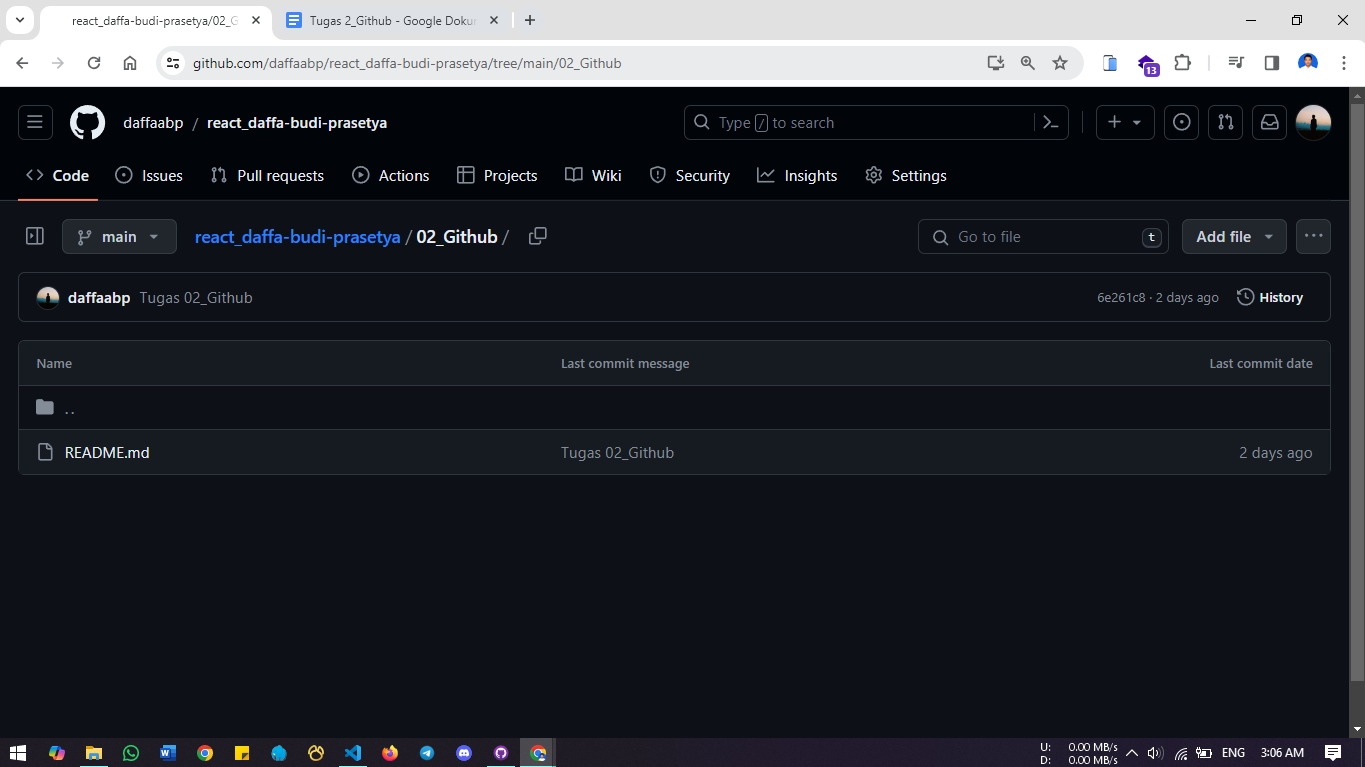 react_daffa-budi-prasetya/02_G
Tugas 2_Github - Google Dokun
github.com/daffaabp/react_daffa-budi-prasetya/tree/main/02_Github
13
daffaabp / react_daffa-budi-prasetya
Type / to search
Code Issues Pull requests Actions Projects Wiki Security Insights Settings
main react_daffa-budi-prasetya / 02_Github /
Go to file t Add file
daffaabp Tugas 02_Github 6e261c8 · 2 days ago History
Name Last commit message Last commit date
..
README.md Tugas 02_Github 2 days ago
U: 0.00 MB/s
D: 0.00 MB/s
ENG 3:06 AM